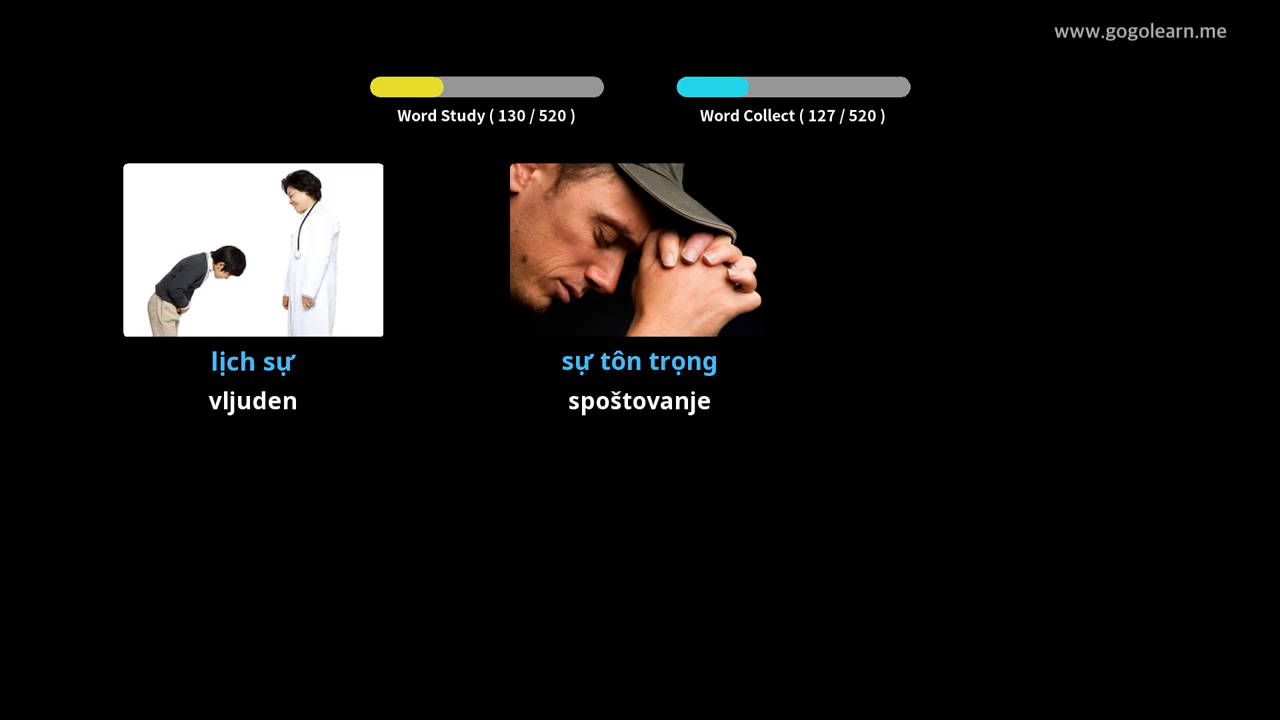 www.gogolearn.me
Word Study ( 130 / 520 )
Word Collect ( 127 / 520 )
lịch sự
sự tôn trọng
vljuden
spoštovanje